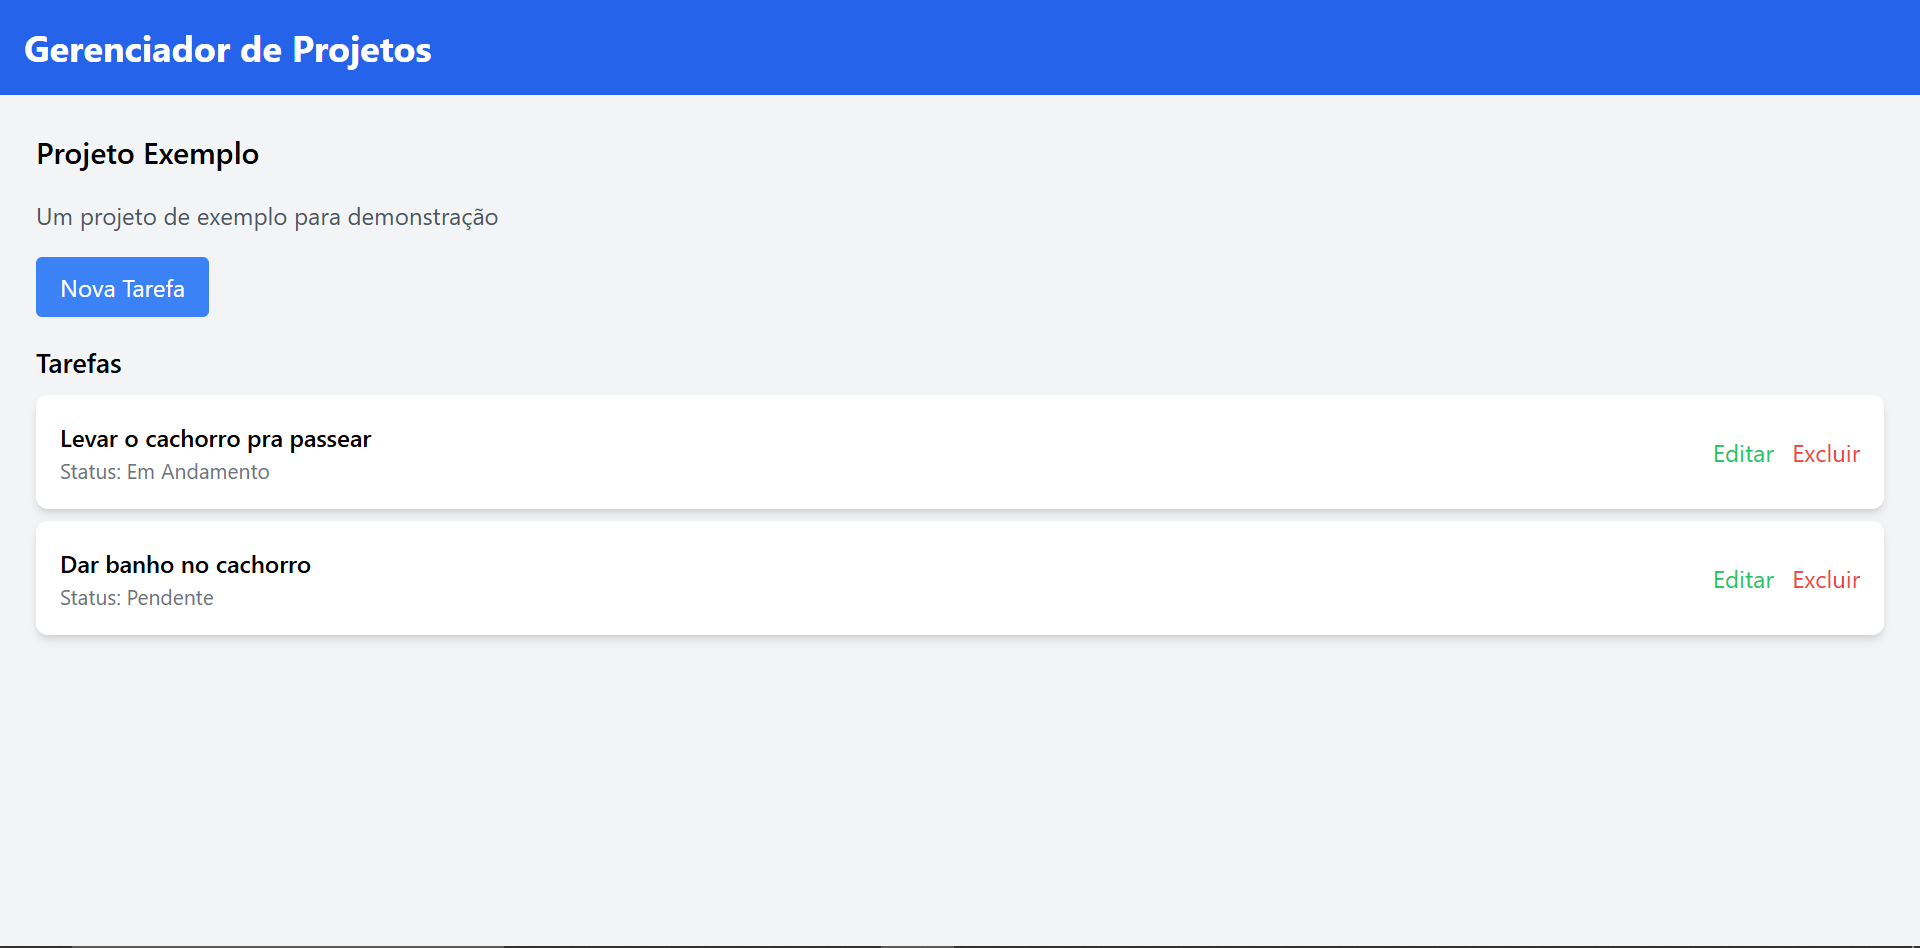 Gerenciador de Projetos
Projeto Exemplo
Um projeto de exemplo para demonstração
Nova Tarefa
Tarefas
Levar o cachorro pra passear
Status: Em Andamento
Editar Excluir
Dar banho no cachorro
Status: Pendente
Editar Excluir